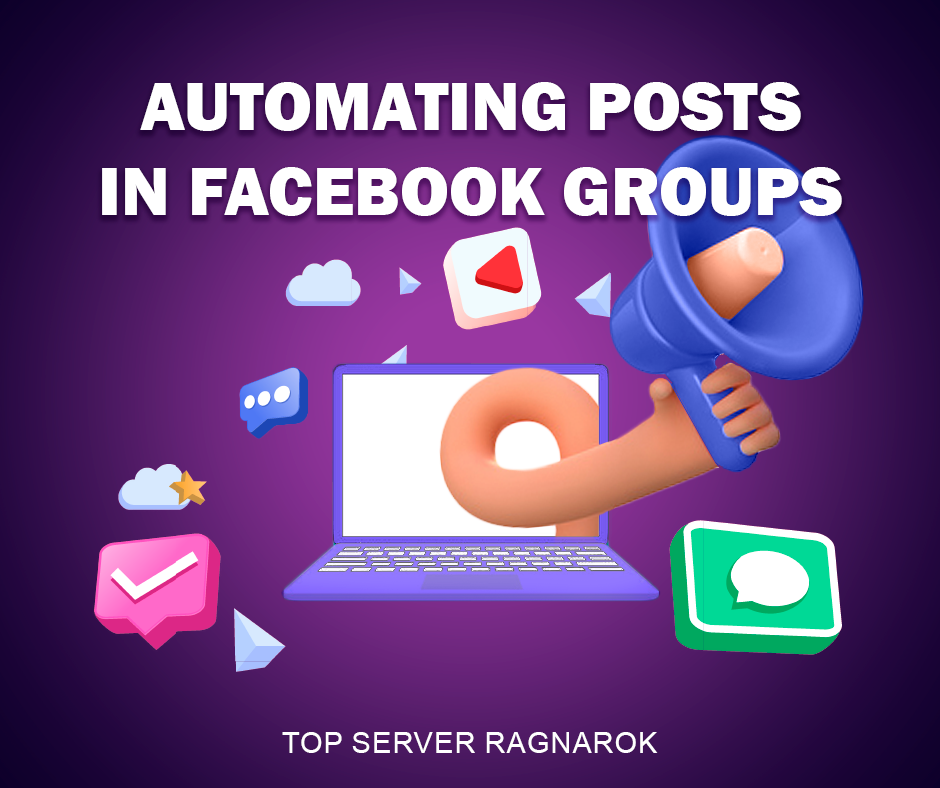 AUTOMATING POSTS
IN FACEBOOK GROUPS
TOP SERVER RAGNAROK